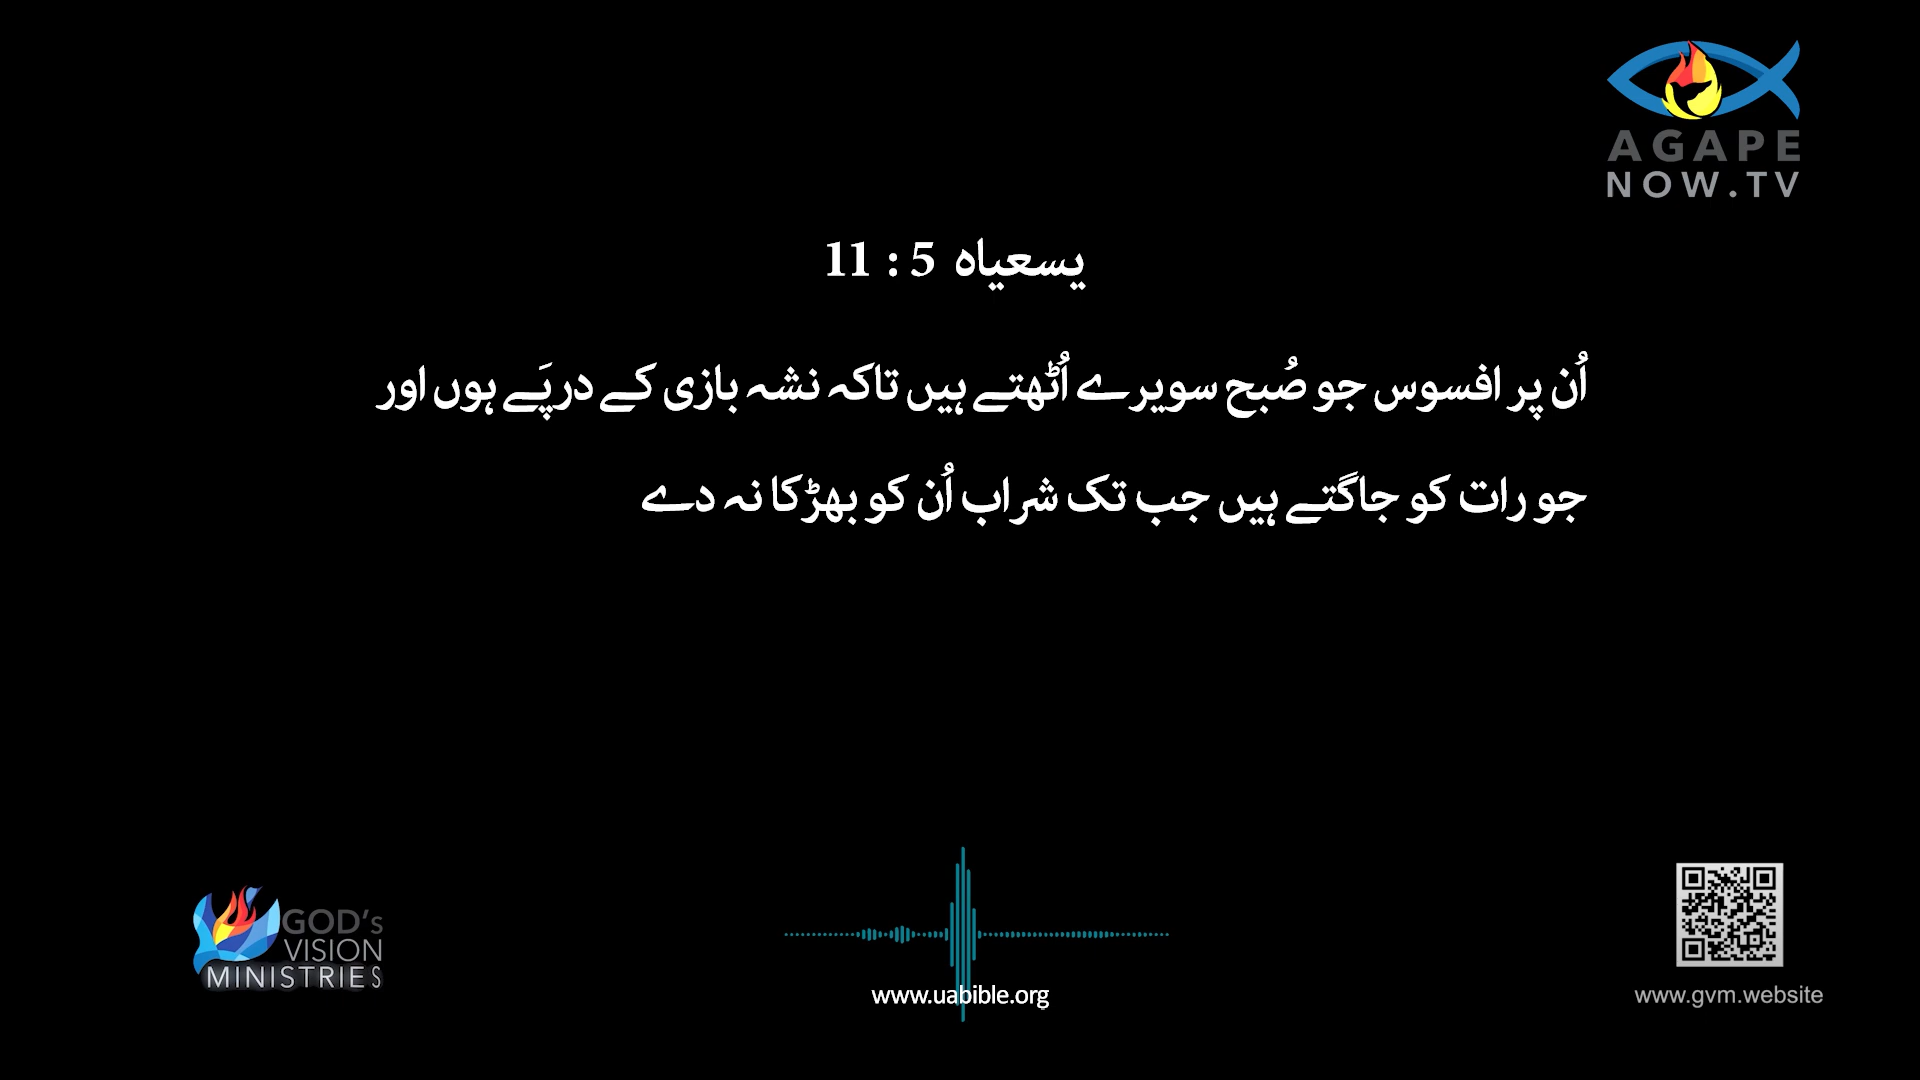 AGAPE
NOW.TV
یسعیاہ 5 : 11
اُن پر افسوس جو صُبح سویرے اُٹھتے ہیں تاکہ نشہ بازی کے درپَے ہوں اور
جو رات کو جاگتے ہیں جب تک شراب اُن کو بھڑکا نہ دے
GOD's
VISION
MINISTRIES
www.uabible.org
www.gvm.website